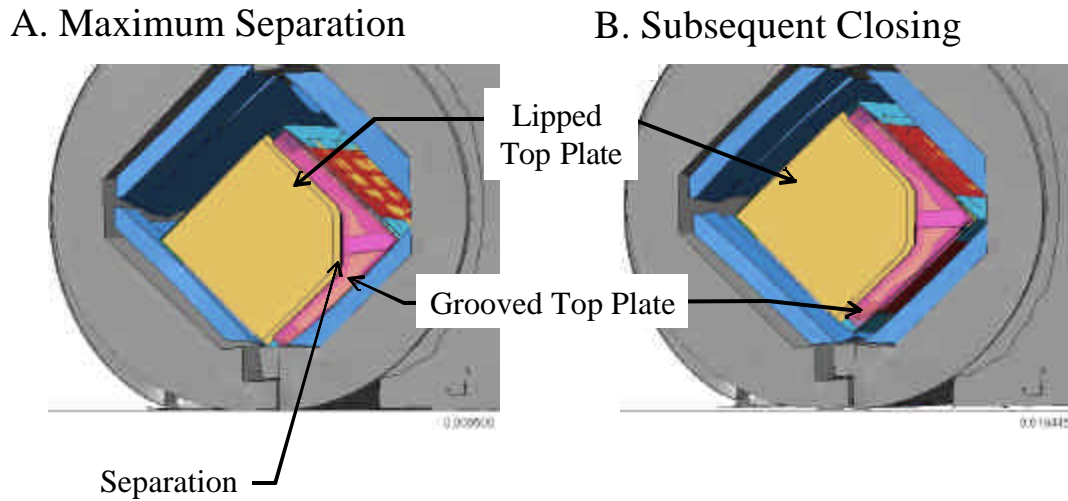 A. Maximum Separation
B. Subsequent Closing
Lipped
Top Plate
Grooved Top Plate
Separation